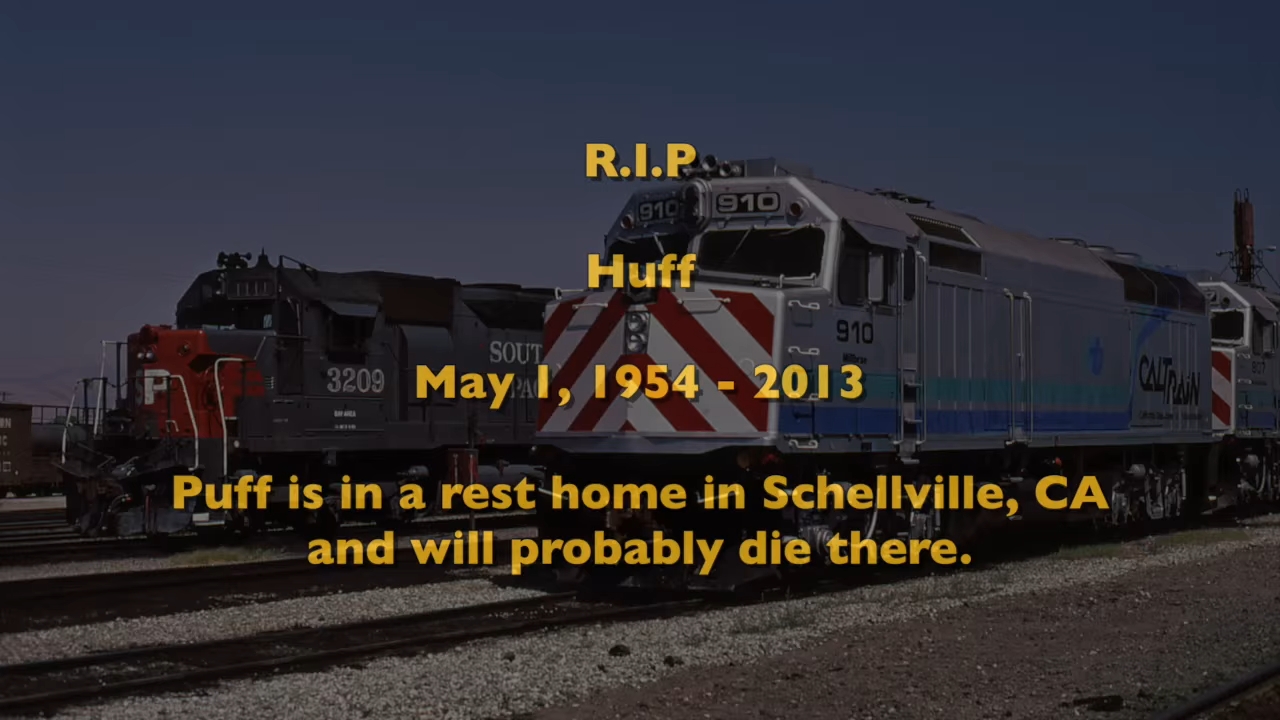 R.I.P
Huff
May 1, 1954 - 2013
Puff is in a rest home in Schellville, CA
and will probably die there.
910 910
910
3209
SOUT
CALTRAIN